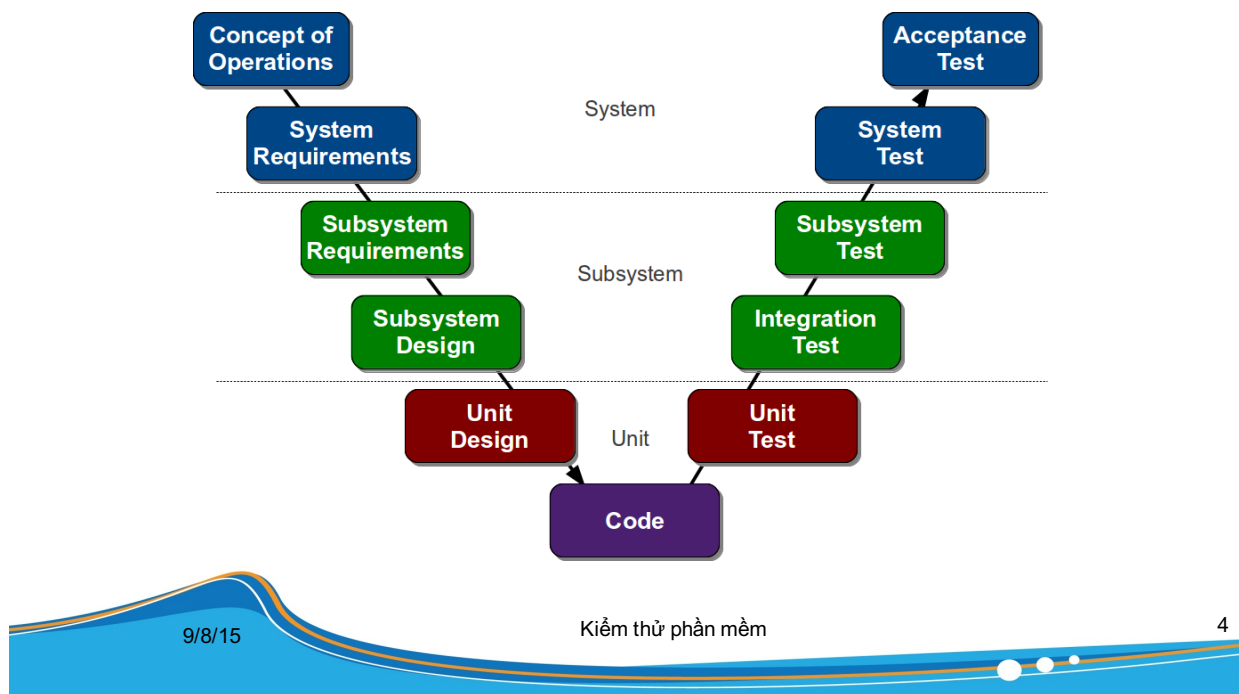 Concept of
Operations
Acceptance
Test
System
System
Requirements
System
Test
Subsystem
Requirements
Subsystem
Test
Subsystem
Subsystem
Design
Integration
Test
Unit
Design
Unit
Unit
Test
Code
9/8/15
Kiểm thử phần mềm
4